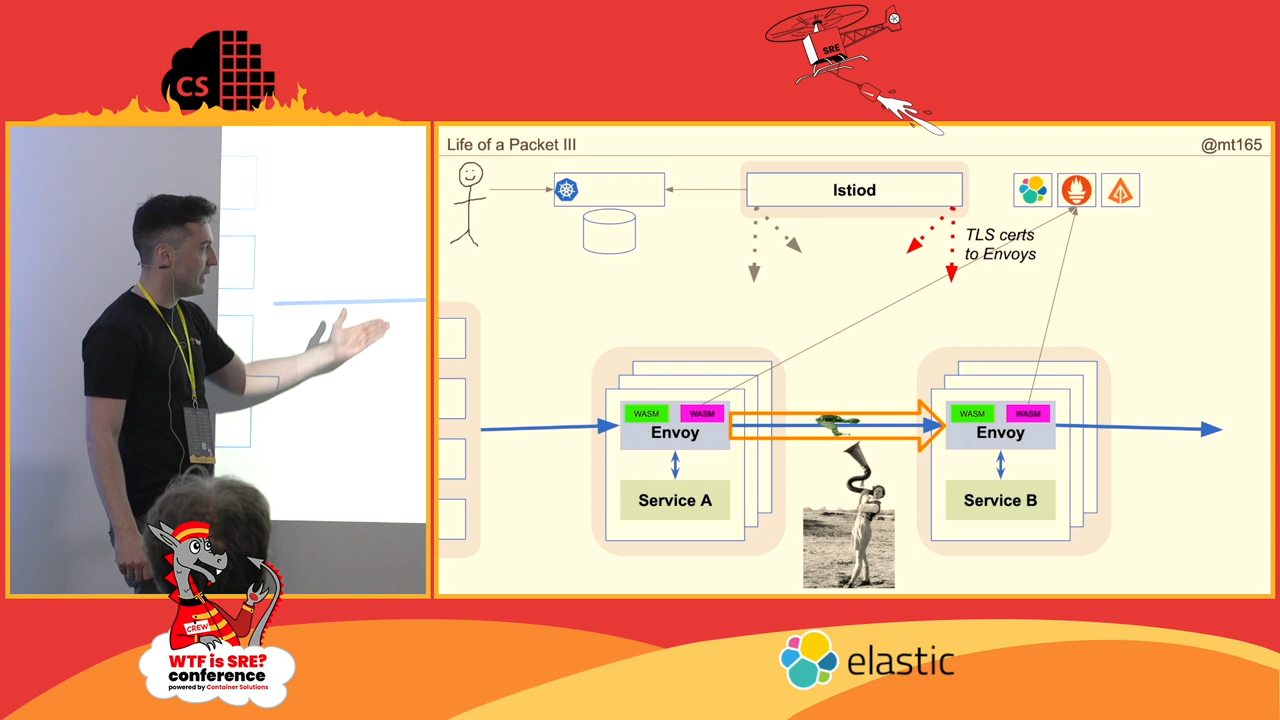 CS
SRE
Life of a Packet III
@mt165
Istiod
TLS certs
to Envoys
WASM
WASM
Envoy
Service A
WASM
WASM
Envoy
Service B
CREW
WTF is SRE?
conference
powered by Container Solutions
elastic